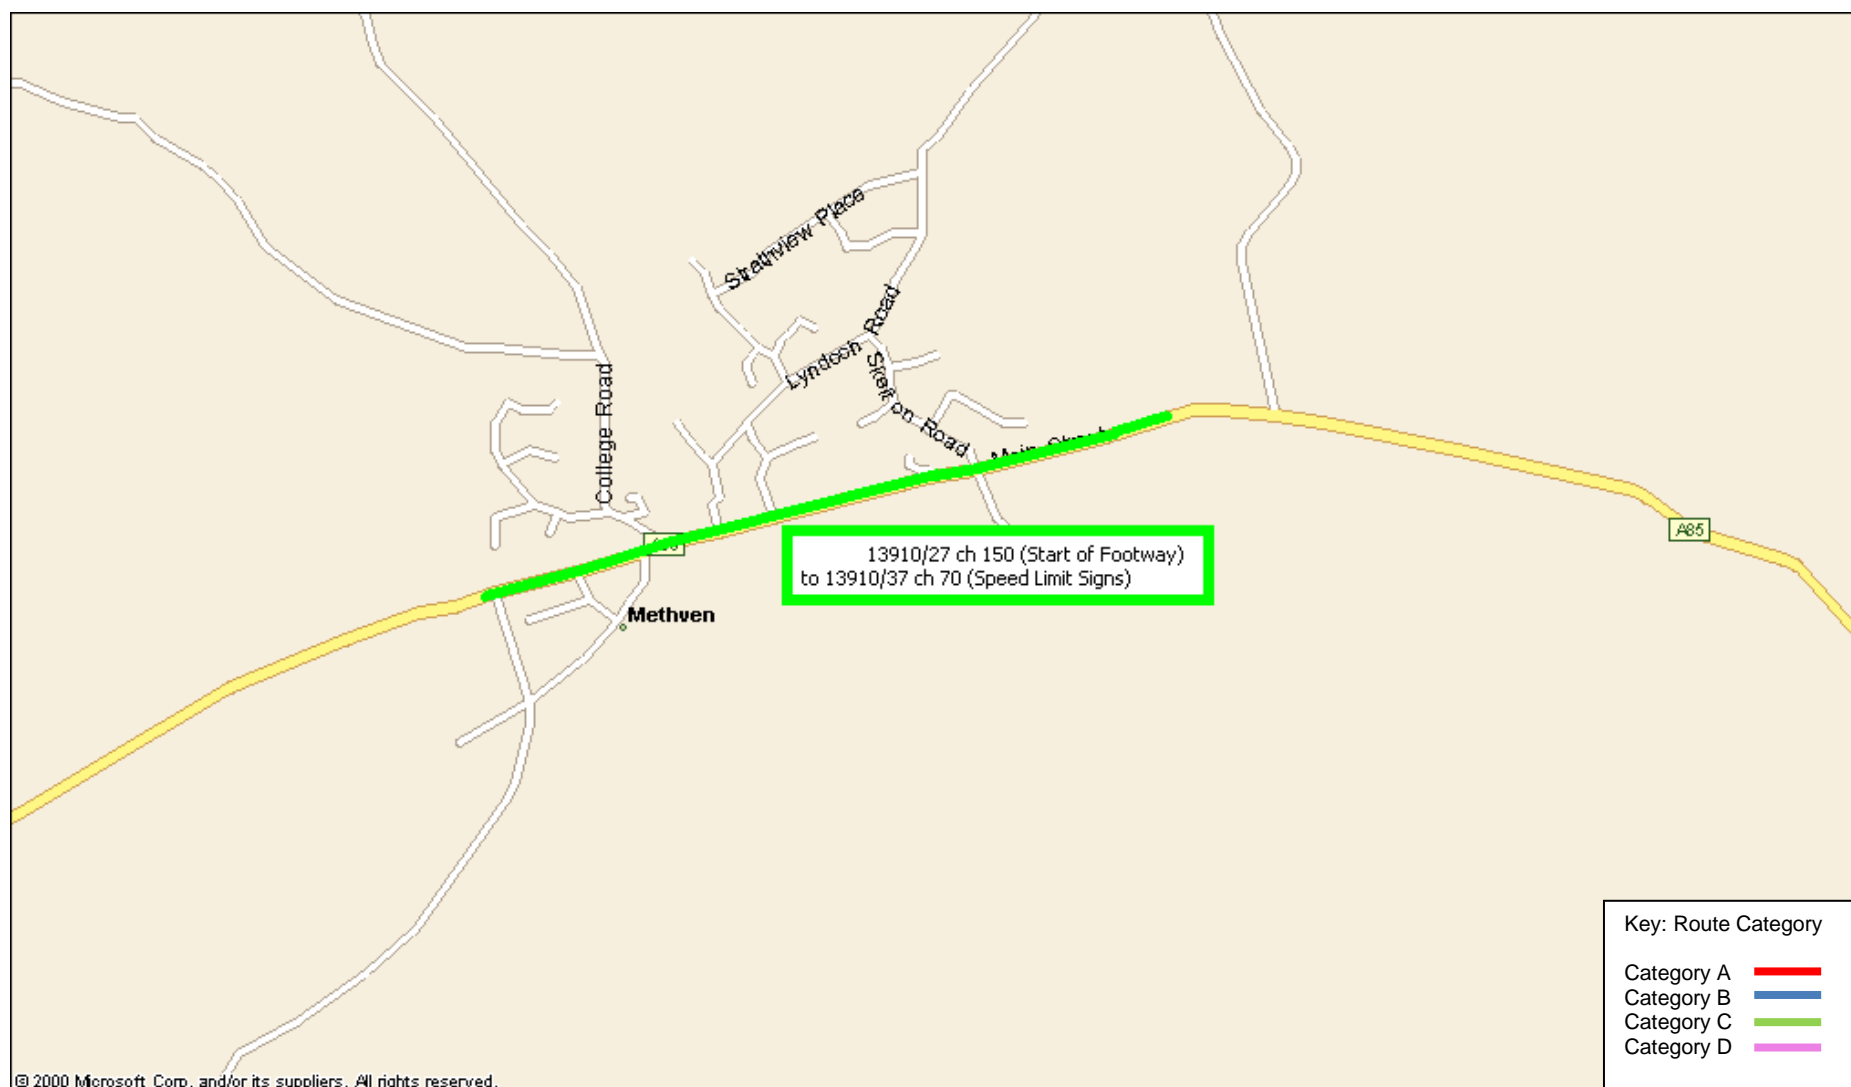 Strathview Place
Lyndoch Road
Skelton Road
College Road
A85
13910/27 ch 150 (Start of Footway)
to 13910/37 ch 70 (Speed Limit Signs)
Methven
Key: Route Category
Category A
Category B
Category C
Category D
© 2000 Microsoft Corp. and/or its suppliers. All rights reserved.